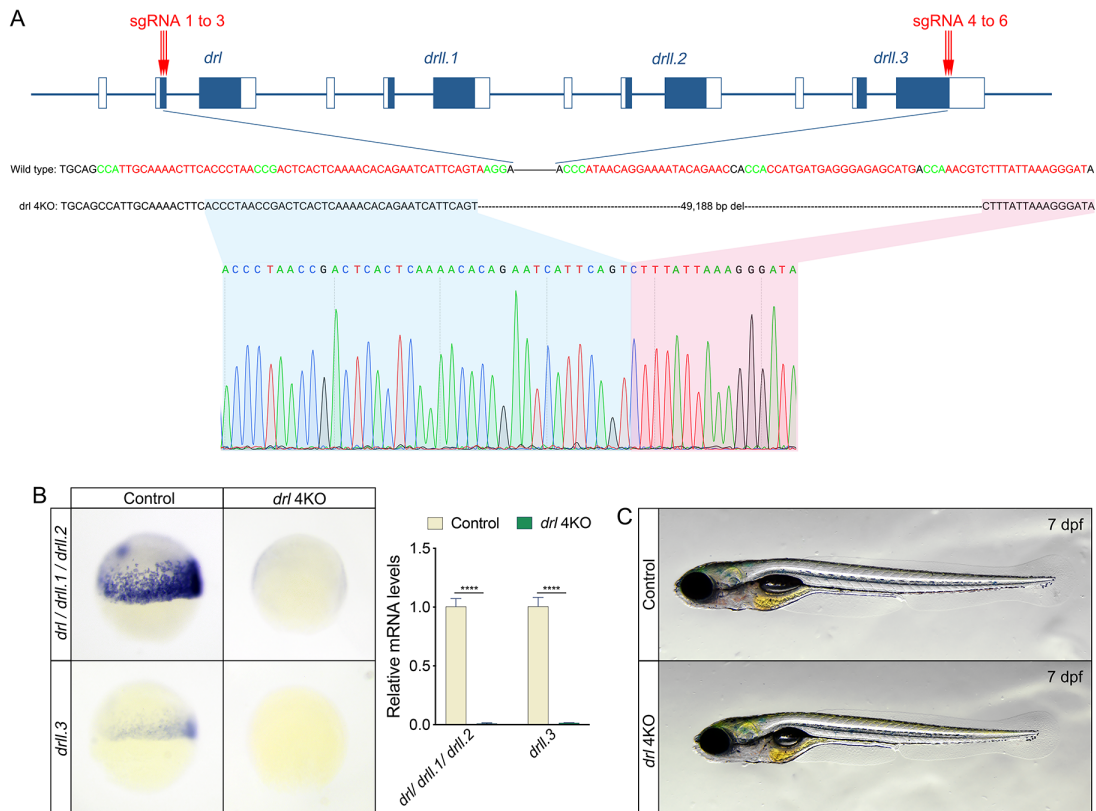 A
sgRNA 1 to 3
sgRNA 4 to 6
drl
drll.1
drll.2
drll.3
Wild type: TGCAGCCATTGCAAAACTTCACCCTAACCGACTCACTCAAAACACAGAATCATTCAGTAAGGA
ACCCATAACAGGAAAATACAGAACCACCACCATGATGAGGGAGAGCATGACCAAACGTCTTTATTAAAGGGATA
drl 4KO: TGCAGCCATTGCAAAACTTCACCCTAACCGACTCACTCAAAACACAGAATCATTCAGT
49,188 bp del
CTTTATTAAAGGGATA
ACCCTAACCGACTCACTCAAAACACAGAATCATTCAGTCTTTATTAAAGGGATA
B
Control
drl 4KO
drl / drll.1 / drll.2
drll.3
Control
drl 4KO
Relative mRNA levels
1.5
1.0
0.5
0.0
****
****
drl/ drll.1/ drll.2
drll.3
C
Control
7 dpf
drl 4KO
7 dpf